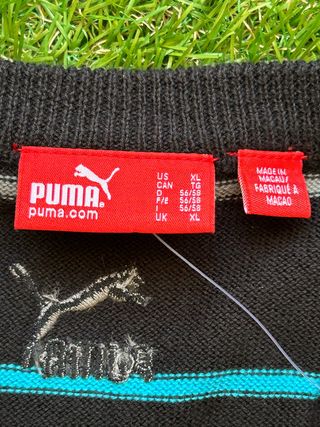 PUMA
puma.com
US XL
CAN TG
D 56/58
F/E 56/58
I 56/58
UK XL
MADE IN
MACAU/
FABRIQUÉ À
MACAO